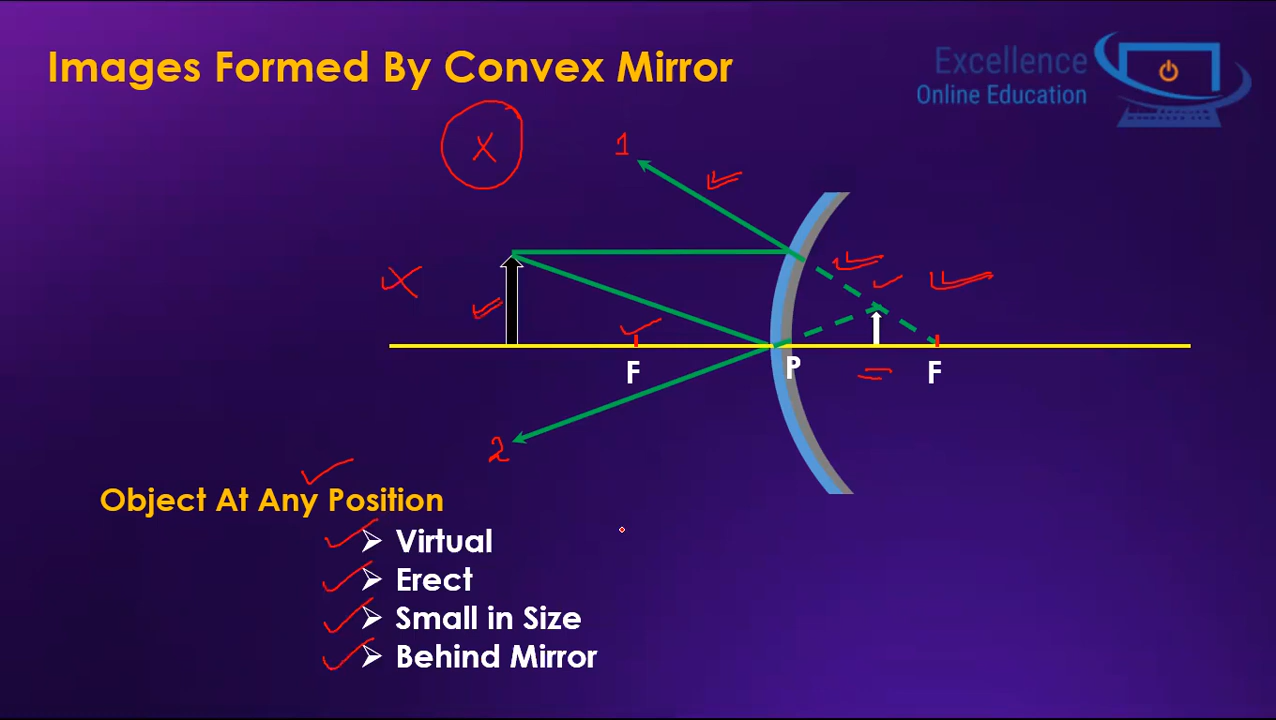 Images Formed By Convex Mirror
Excellence
Online Education
X
1
X
F
P
F
2
Object At Any Position
➢ Virtual
➢ Erect
➢ Small in Size
➢ Behind Mirror